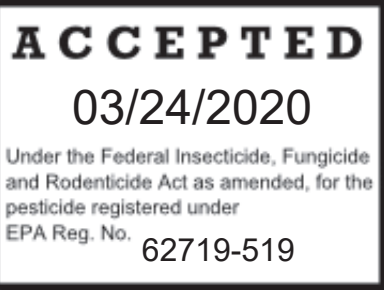 ACCEPTED
03/24/2020
Under the Federal Insecticide, Fungicide
and Rodenticide Act as amended, for the
pesticide registered under
EPA Reg. No. 62719-519